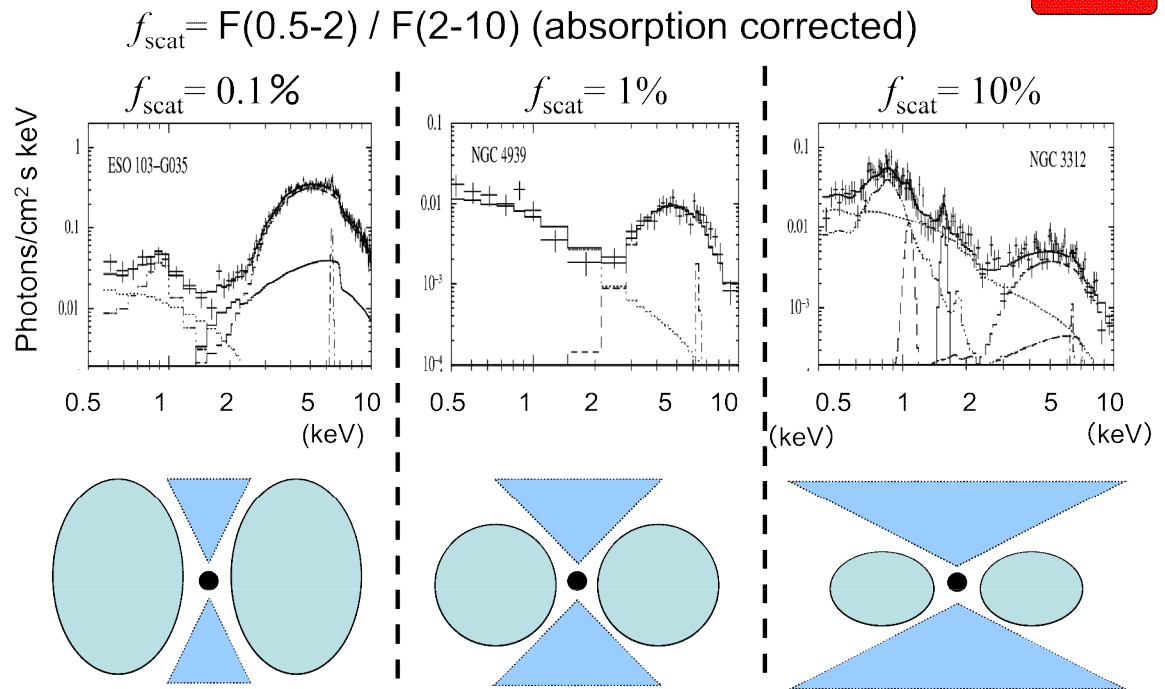 fscat= F(0.5-2) / F(2-10) (absorption corrected)
fscat= 0.1%
fscat= 1%
fscat= 10%
Photons/cm² s keV
1
0.1
0.01
ESO 103–G035
0.5 1 2 5 10
(keV)
0.1
0.01
10⁻³
10⁻⁴
NGC 4939
0.5 1 2 5 10
(keV)
0.1
0.01
10⁻³
NGC 3312
0.5 1 2 5 10
(keV)